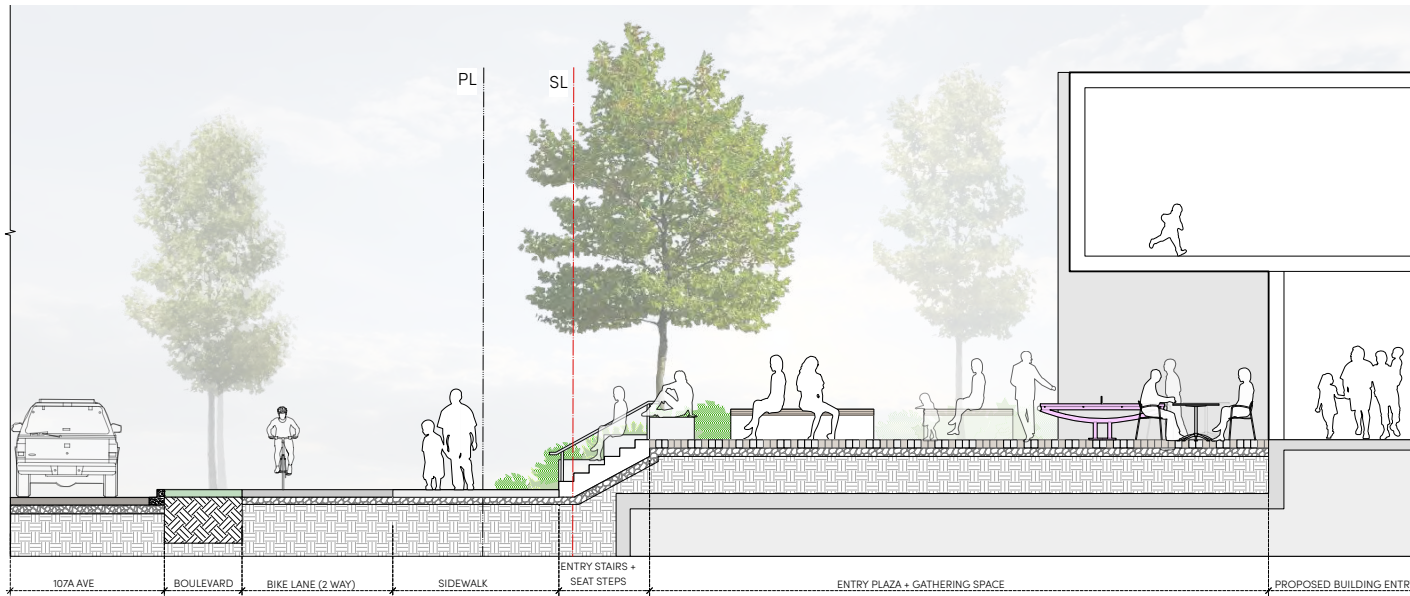 PL
SL
107A AVE
BOULEVARD
BIKE LANE (2 WAY)
SIDEWALK
ENTRY STAIRS +
SEAT STEPS
ENTRY PLAZA + GATHERING SPACE
PROPOSED BUILDING ENTR